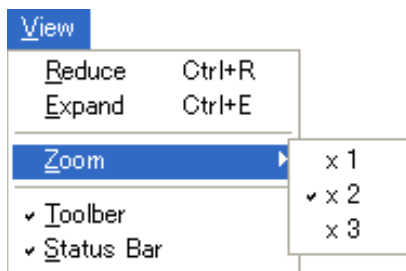 View
Reduce Ctrl+R
Expand Ctrl+E
Zoom
x 1
x 2
x 3
Toolber
Status Bar